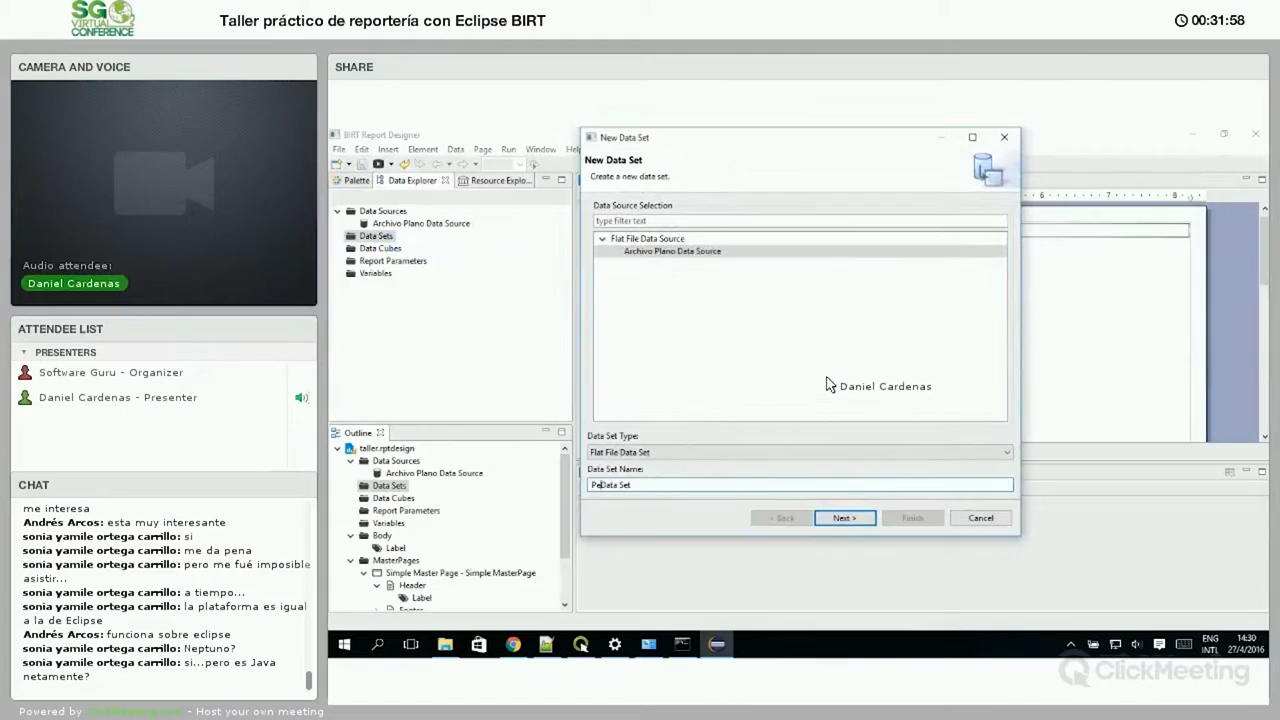 SG
VIRTUAL
CONFERENCE
Taller práctico de reportería con Eclipse BIRT
00:31:58
CAMERA AND VOICE
Audio attendee:
Daniel Cardenas
ATTENDEE LIST
PRESENTERS
Software Guru - Organizer
Daniel Cardenas - Presenter
CHAT
me interesa
Andrés Arcos: esta muy interesante
sonia yamile ortega carrillo: si
sonia yamile ortega carrillo: me da pena
sonia yamile ortega carrillo: pero me fué imposible
asistir...
sonia yamile ortega carrillo: a tiempo...
sonia yamile ortega carrillo: la plataforma es igual
a la de Eclipse
Andrés Arcos: funciona sobre eclipse
sonia yamile ortega carrillo: Neptuno?
sonia yamile ortega carrillo: si...pero es Java
netamente?
SHARE
BIRT Report Designer
File Edit Insert Element Data Page Run Window Help
Palette Data Explorer Resource Explo...
Data Sources
Archivo Plano Data Source
Data Sets
Data Cubes
Report Parameters
Variables
Outline
taller.rptdesign
Data Sources
Archivo Plano Data Source
Data Sets
Data Cubes
Report Parameters
Variables
Body
Label
MasterPages
Simple Master Page - Simple MasterPage
Header
Label
New Data Set
New Data Set
Create a new data set.
Data Source Selection
type filter text
Flat File Data Source
Archivo Plano Data Source
Daniel Cardenas
Data Set Type:
Flat File Data Set
Data Set Name:
PeData Set
< Back Next > Finish Cancel
6 7 8
ENG
INTL
14:30
27/4/2016
ClickMeeting
Powered by ClickMeeting.com - Host your own meeting